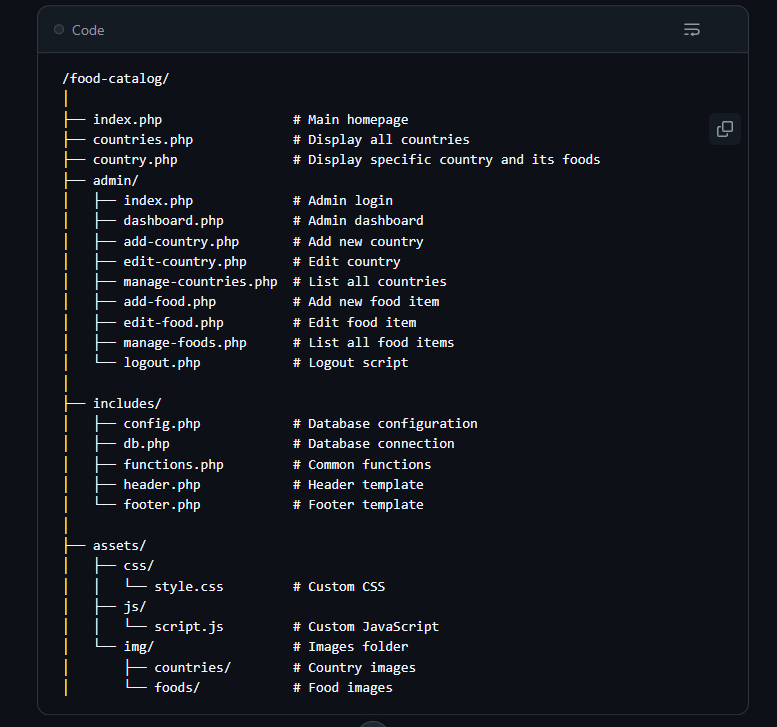 Code
/food-catalog/
│
├── index.php                 # Main homepage
├── countries.php             # Display all countries
├── country.php               # Display specific country and its foods
├── admin/
│   ├── index.php             # Admin login
│   ├── dashboard.php         # Admin dashboard
│   ├── add-country.php       # Add new country
│   ├── edit-country.php      # Edit country
│   ├── manage-countries.php  # List all countries
│   ├── add-food.php          # Add new food item
│   ├── edit-food.php         # Edit food item
│   ├── manage-foods.php      # List all food items
│   └── logout.php            # Logout script
│
├── includes/
│   ├── config.php            # Database configuration
│   ├── db.php                # Database connection
│   ├── functions.php         # Common functions
│   ├── header.php            # Header template
│   └── footer.php            # Footer template
│
├── assets/
│   ├── css/
│   │   └── style.css         # Custom CSS
│   ├── js/
│   │   └── script.js         # Custom JavaScript
│   └── img/                  # Images folder
│       ├── countries/        # Country images
│       └── foods/            # Food images